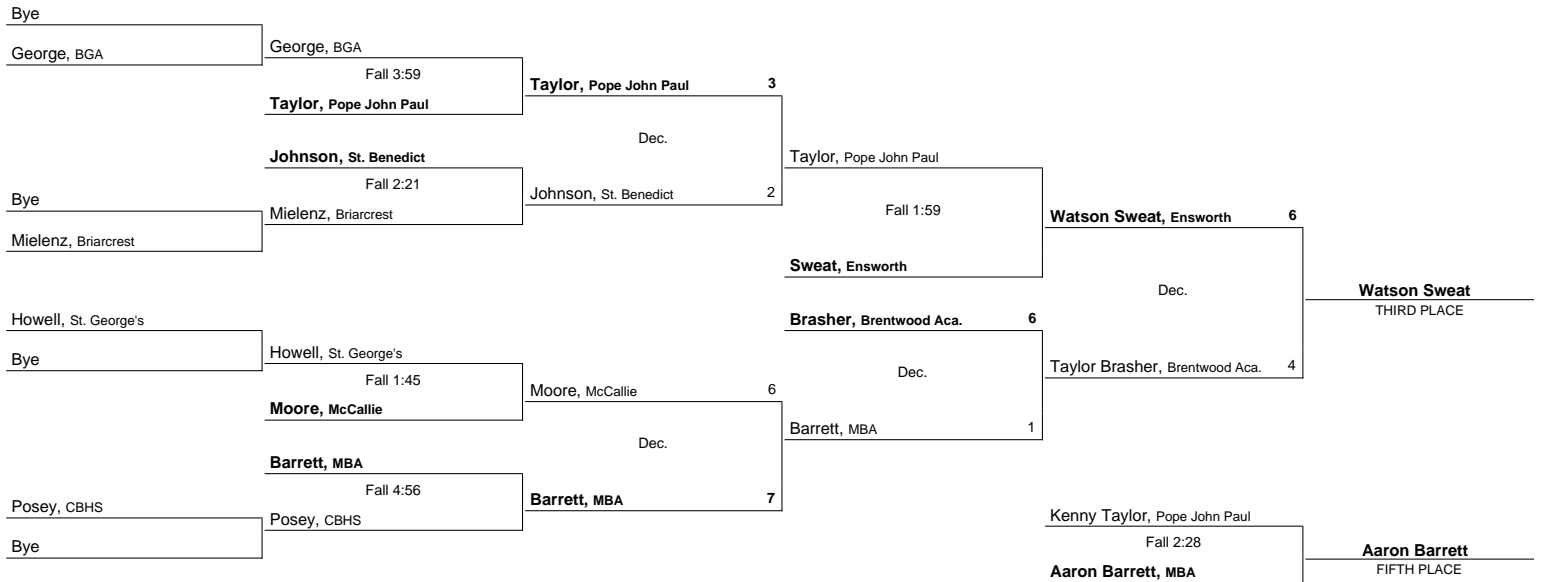 Bye
George, BGA
George, BGA
Fall 3:59
Taylor, Pope John Paul
Taylor, Pope John Paul 3
Dec.
Johnson, St. Benedict
Fall 2:21
Johnson, St. Benedict 2
Bye
Mielenz, Briarcrest
Mielenz, Briarcrest
Taylor, Pope John Paul
Fall 1:59
Sweat, Ensworth
Watson Sweat, Ensworth 6
Dec.
Watson Sweat
THIRD PLACE
Howell, St. George's
Bye
Howell, St. George's
Fall 1:45
Moore, McCallie
Moore, McCallie 6
Dec.
Brasher, Brentwood Aca. 6
Dec.
Taylor Brasher, Brentwood Aca. 4
Barrett, MBA 1
Barrett, MBA
Fall 4:56
Barrett, MBA 7
Posey, CBHS
Posey, CBHS
Bye
Kenny Taylor, Pope John Paul
Fall 2:28
Aaron Barrett, MBA
Aaron Barrett
FIFTH PLACE